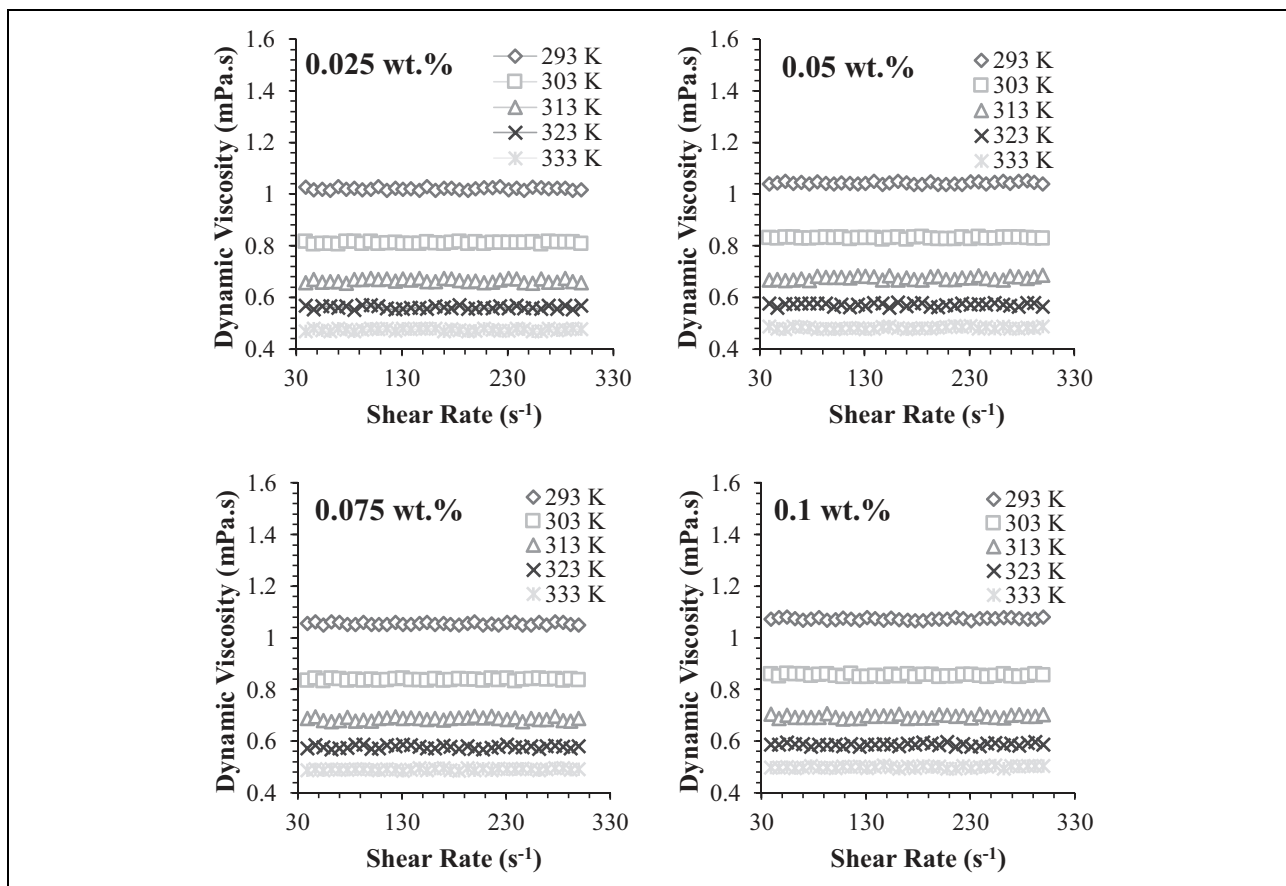 0.025 wt.%
293 K
303 K
313 K
323 K
333 K
Dynamic Viscosity (mPa.s)
1.6
1.4
1.2
1
0.8
0.6
0.4
30
130
230
330
Shear Rate (s⁻¹)
0.05 wt.%
293 K
303 K
313 K
323 K
333 K
Dynamic Viscosity (mPa.s)
1.6
1.4
1.2
1
0.8
0.6
0.4
30
130
230
330
Shear Rate (s⁻¹)
0.075 wt.%
293 K
303 K
313 K
323 K
333 K
Dynamic Viscosity (mPa.s)
1.6
1.4
1.2
1
0.8
0.6
0.4
30
130
230
330
Shear Rate (s⁻¹)
0.1 wt.%
293 K
303 K
313 K
323 K
333 K
Dynamic Viscosity (mPa.s)
1.6
1.4
1.2
1
0.8
0.6
0.4
30
130
230
330
Shear Rate (s⁻¹)